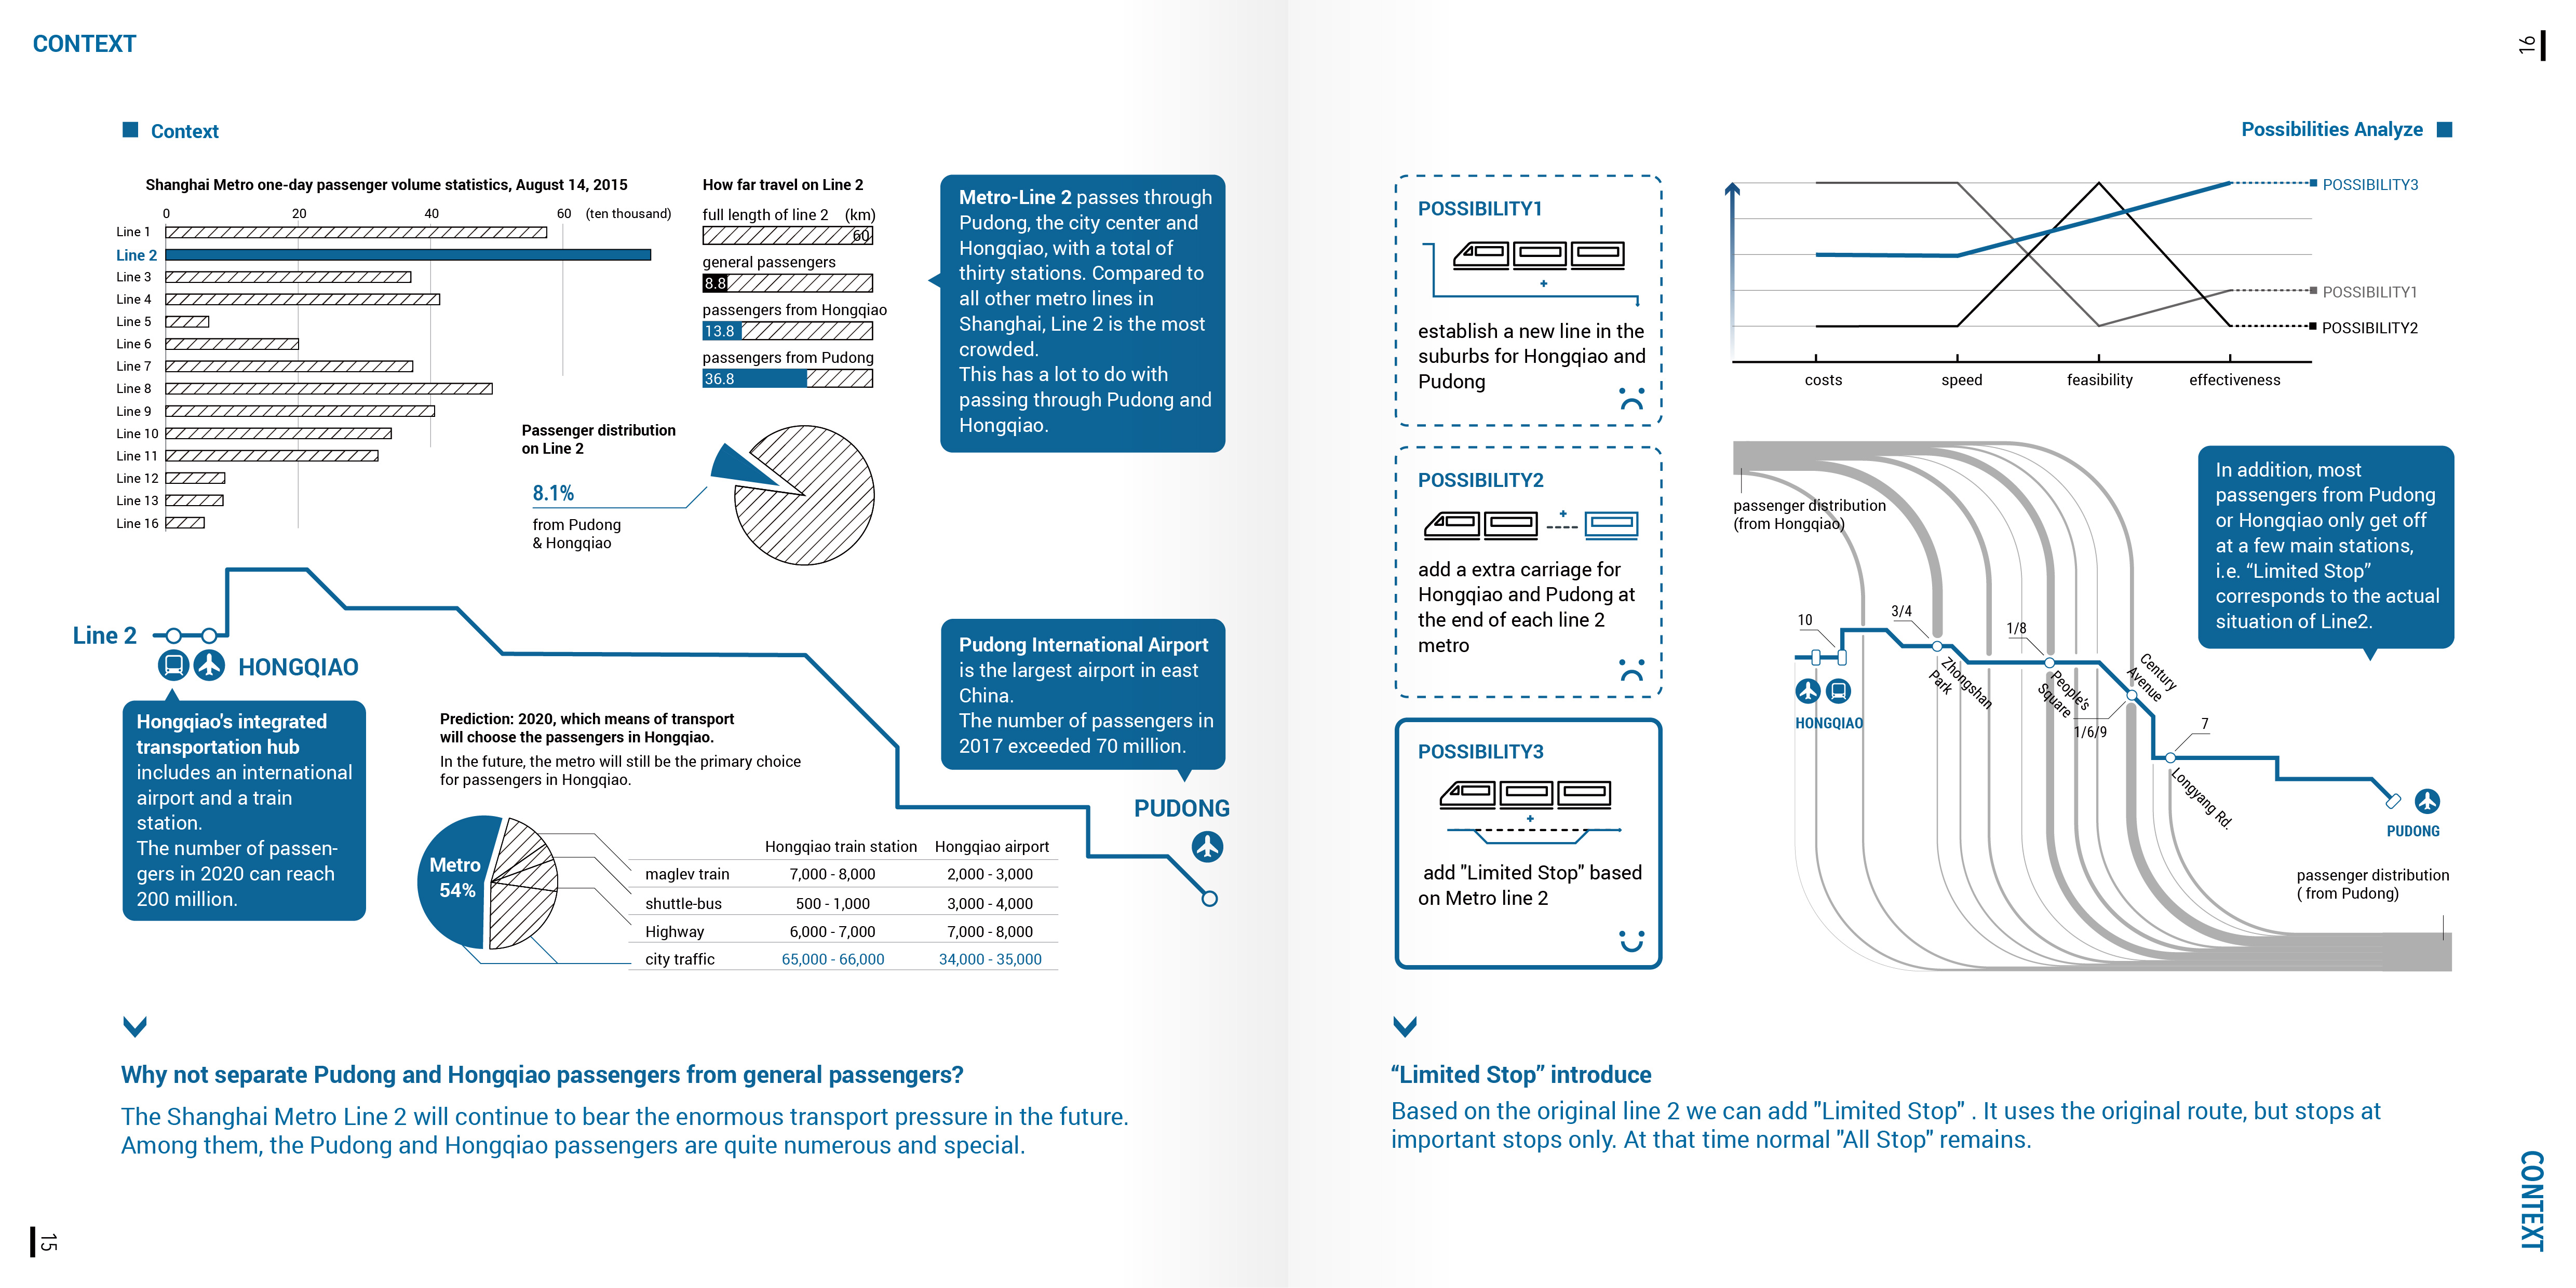 CONTEXT
16
Context
Shanghai Metro one-day passenger volume statistics, August 14, 2015
0 20 40 60 (ten thousand)
Line 1
Line 2
Line 3
Line 4
Line 5
Line 6
Line 7
Line 8
Line 9
Line 10
Line 11
Line 12
Line 13
Line 16
How far travel on Line 2
full length of line 2 (km)
60
general passengers
8.8
passengers from Hongqiao
13.8
passengers from Pudong
36.8
Passenger distribution
on Line 2
8.1%
from Pudong
& Hongqiao
Metro-Line 2 passes through
Pudong, the city center and
Hongqiao, with a total of
thirty stations. Compared to
all other metro lines in
Shanghai, Line 2 is the most
crowded.
This has a lot to do with
passing through Pudong and
Hongqiao.
Line 2
HONGQIAO
Hongqiao's integrated
transportation hub
includes an international
airport and a train
station.
The number of passen-
gers in 2020 can reach
200 million.
Prediction: 2020, which means of transport
will choose the passengers in Hongqiao.
In the future, the metro will still be the primary choice
for passengers in Hongqiao.
Metro
54%
Hongqiao train station Hongqiao airport
maglev train 7,000 - 8,000 2,000 - 3,000
shuttle-bus 500 - 1,000 3,000 - 4,000
Highway 6,000 - 7,000 7,000 - 8,000
city traffic 65,000 - 66,000 34,000 - 35,000
Pudong International Airport
is the largest airport in east
China.
The number of passengers in
2017 exceeded 70 million.
PUDONG
Why not separate Pudong and Hongqiao passengers from general passengers?
The Shanghai Metro Line 2 will continue to bear the enormous transport pressure in the future.
Among them, the Pudong and Hongqiao passengers are quite numerous and special.
15
Possibilities Analyze
POSSIBILITY1
establish a new line in the
suburbs for Hongqiao and
Pudong
POSSIBILITY2
add a extra carriage for
Hongqiao and Pudong at
the end of each line 2
metro
POSSIBILITY3
add "Limited Stop" based
on Metro line 2
POSSIBILITY3
POSSIBILITY1
POSSIBILITY2
costs speed feasibility effectiveness
passenger distribution
(from Hongqiao)
In addition, most
passengers from Pudong
or Hongqiao only get off
at a few main stations,
i.e. “Limited Stop”
corresponds to the actual
situation of Line2.
10
3/4
1/8
HONGQIAO
Zhongshan
Park
People's
Square
Century
Avenue
1/6/9
7
Longyang Rd.
PUDONG
passenger distribution
( from Pudong)
“Limited Stop” introduce
Based on the original line 2 we can add "Limited Stop" . It uses the original route, but stops at
important stops only. At that time normal "All Stop" remains.
CONTEXT